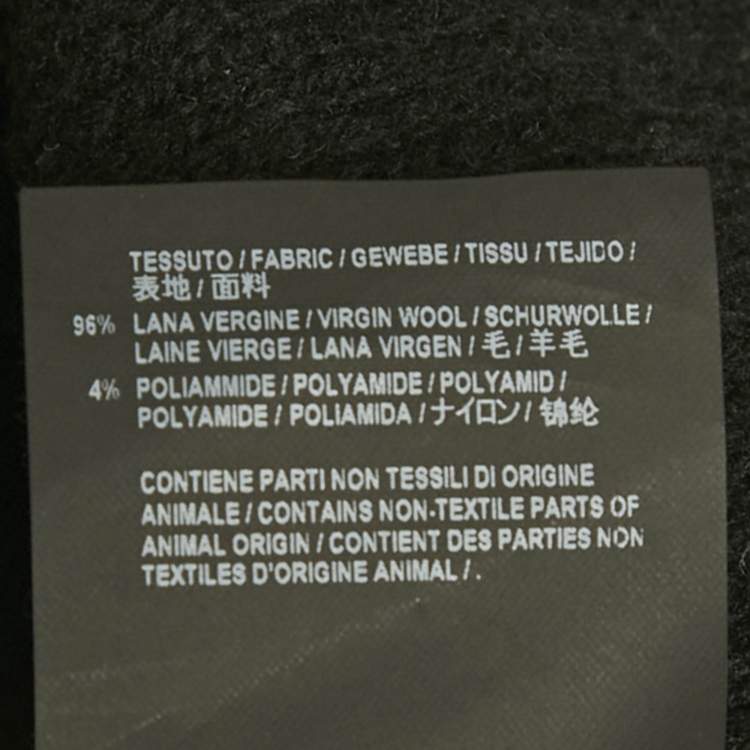 TESSUTO / FABRIC / GEWEBE / TISSU / TEJIDO /
表地 / 面料
96% LANA VERGINE / VIRGIN WOOL / SCHURWOLLE /
LAINE VIERGE / LANA VIRGEN / 毛 / 羊毛
4% POLIAMMIDE / POLYAMIDE / POLYAMID /
POLYAMIDE / POLIAMIDA / ナイロン / 锦纶
CONTIENE PARTI NON TESSILI DI ORIGINE
ANIMALE / CONTAINS NON-TEXTILE PARTS OF
ANIMAL ORIGIN / CONTIENT DES PARTIES NON
TEXTILES D'ORIGINE ANIMAL / .